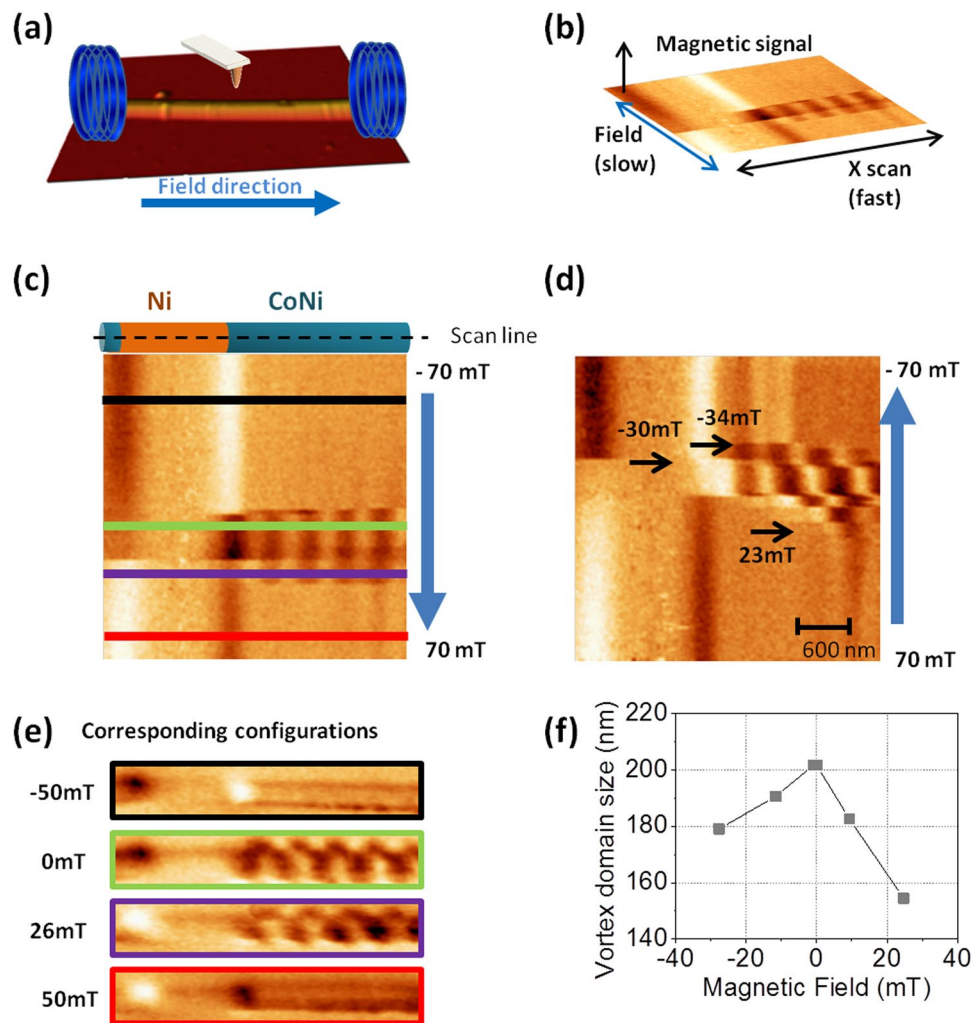 (a)
Field direction
(b)
Magnetic signal
Field
(slow)
X scan
(fast)
(c)
Ni
CoNi
Scan line
- 70 mT
70 mT
(d)
-70 mT
-34mT
-30mT
23mT
600 nm
70 mT
(e)
Corresponding configurations
-50mT
0mT
26mT
50mT
(f)
Vortex domain size (nm)
220
200
180
160
140
-40
-20
0
20
40
Magnetic Field (mT)